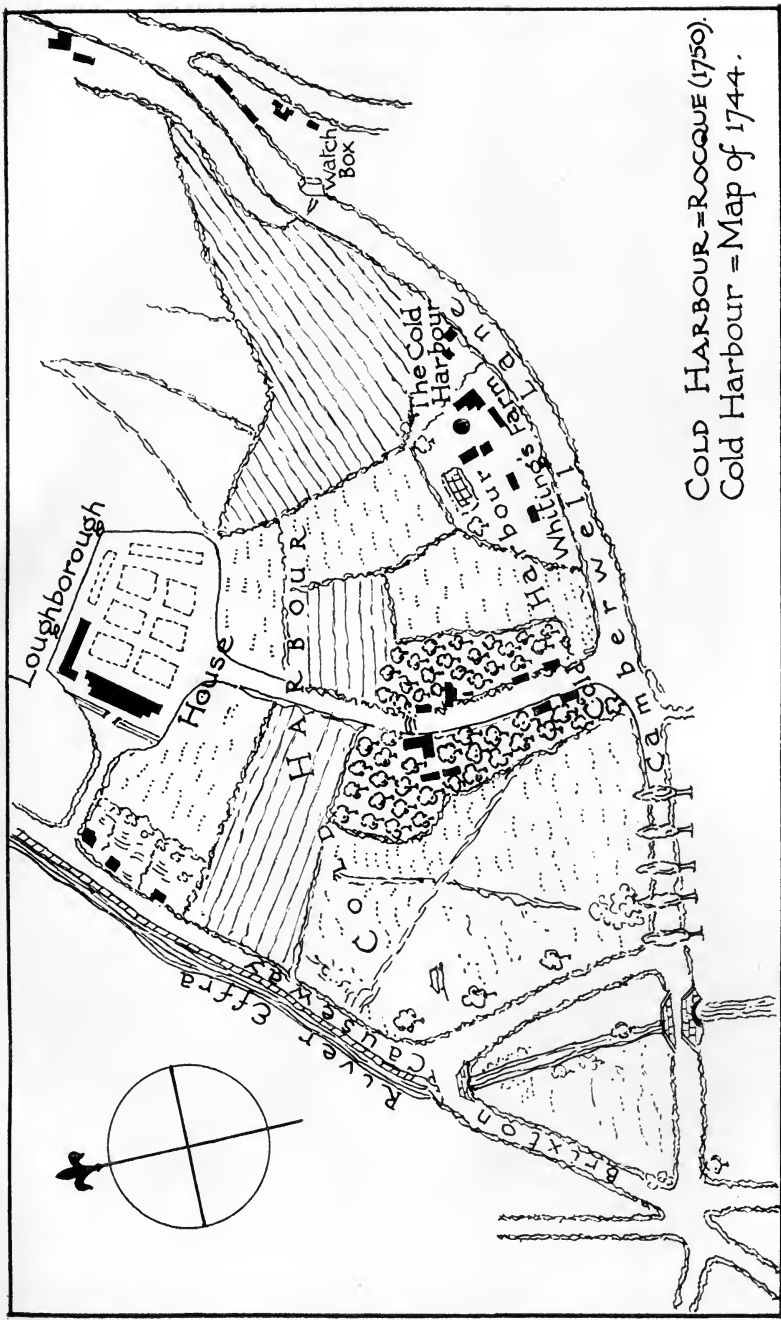 Loughborough
House
River Effra
Causeway
Brixton
COLD HARBOUR
Watch
Box
The Cold
Harbour
Cold Harbour
Whiting's Farm
Camberwell Lane
COLD HARBOUR = ROCQUE (1750).
Cold Harbour = Map of 1744.